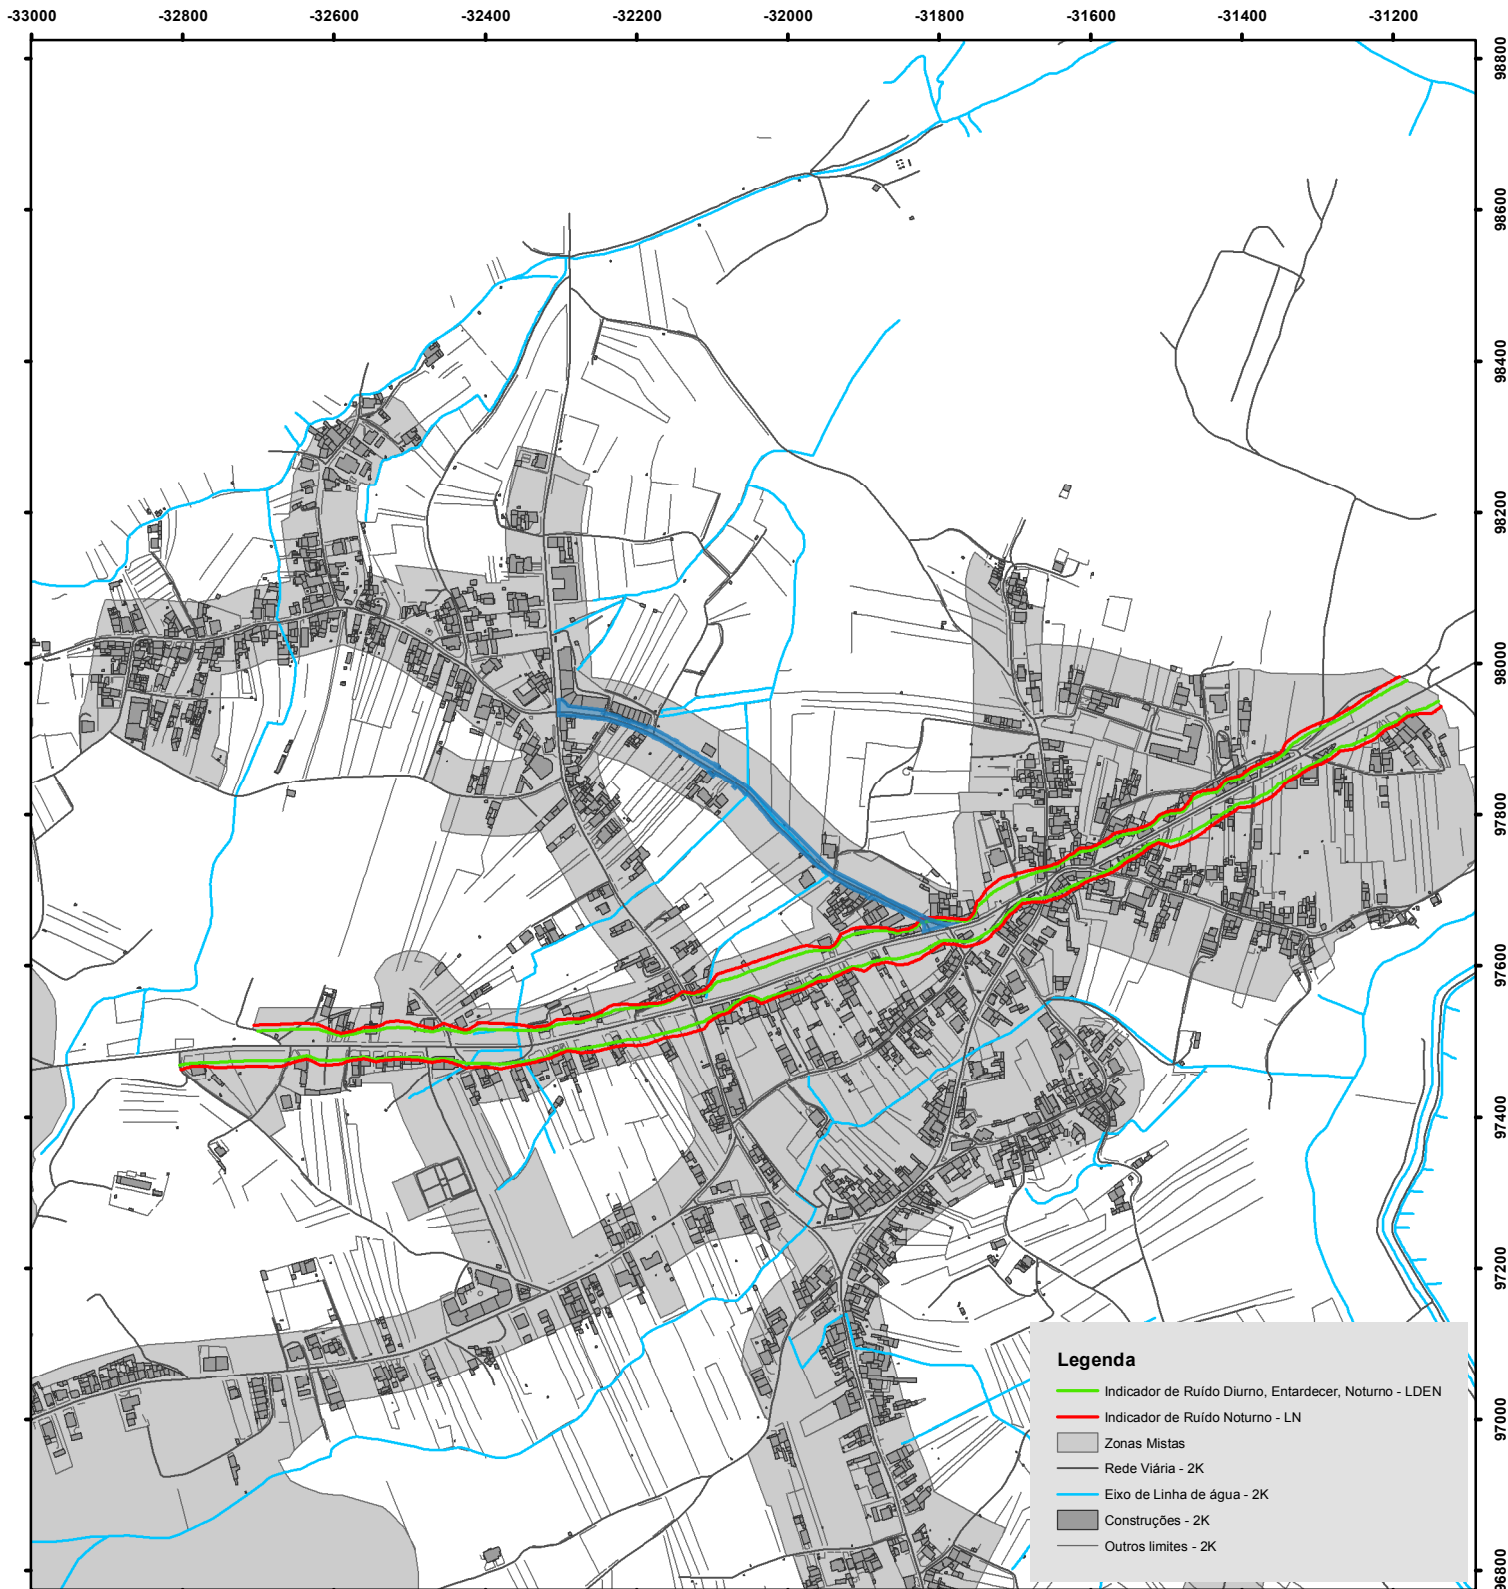 -33000 -32800 -32600 -32400 -32200 -32000 -31800 -31600 -31400 -31200
98800
98600
98400
98200
98000
97800
97600
97400
97200
97000
96800
Legenda
Indicador de Ruído Diurno, Entardecer, Noturno - LDEN
Indicador de Ruído Noturno - LN
Zonas Mistas
Rede Viária - 2K
Eixo de Linha de água - 2K
Construções - 2K
Outros limites - 2K